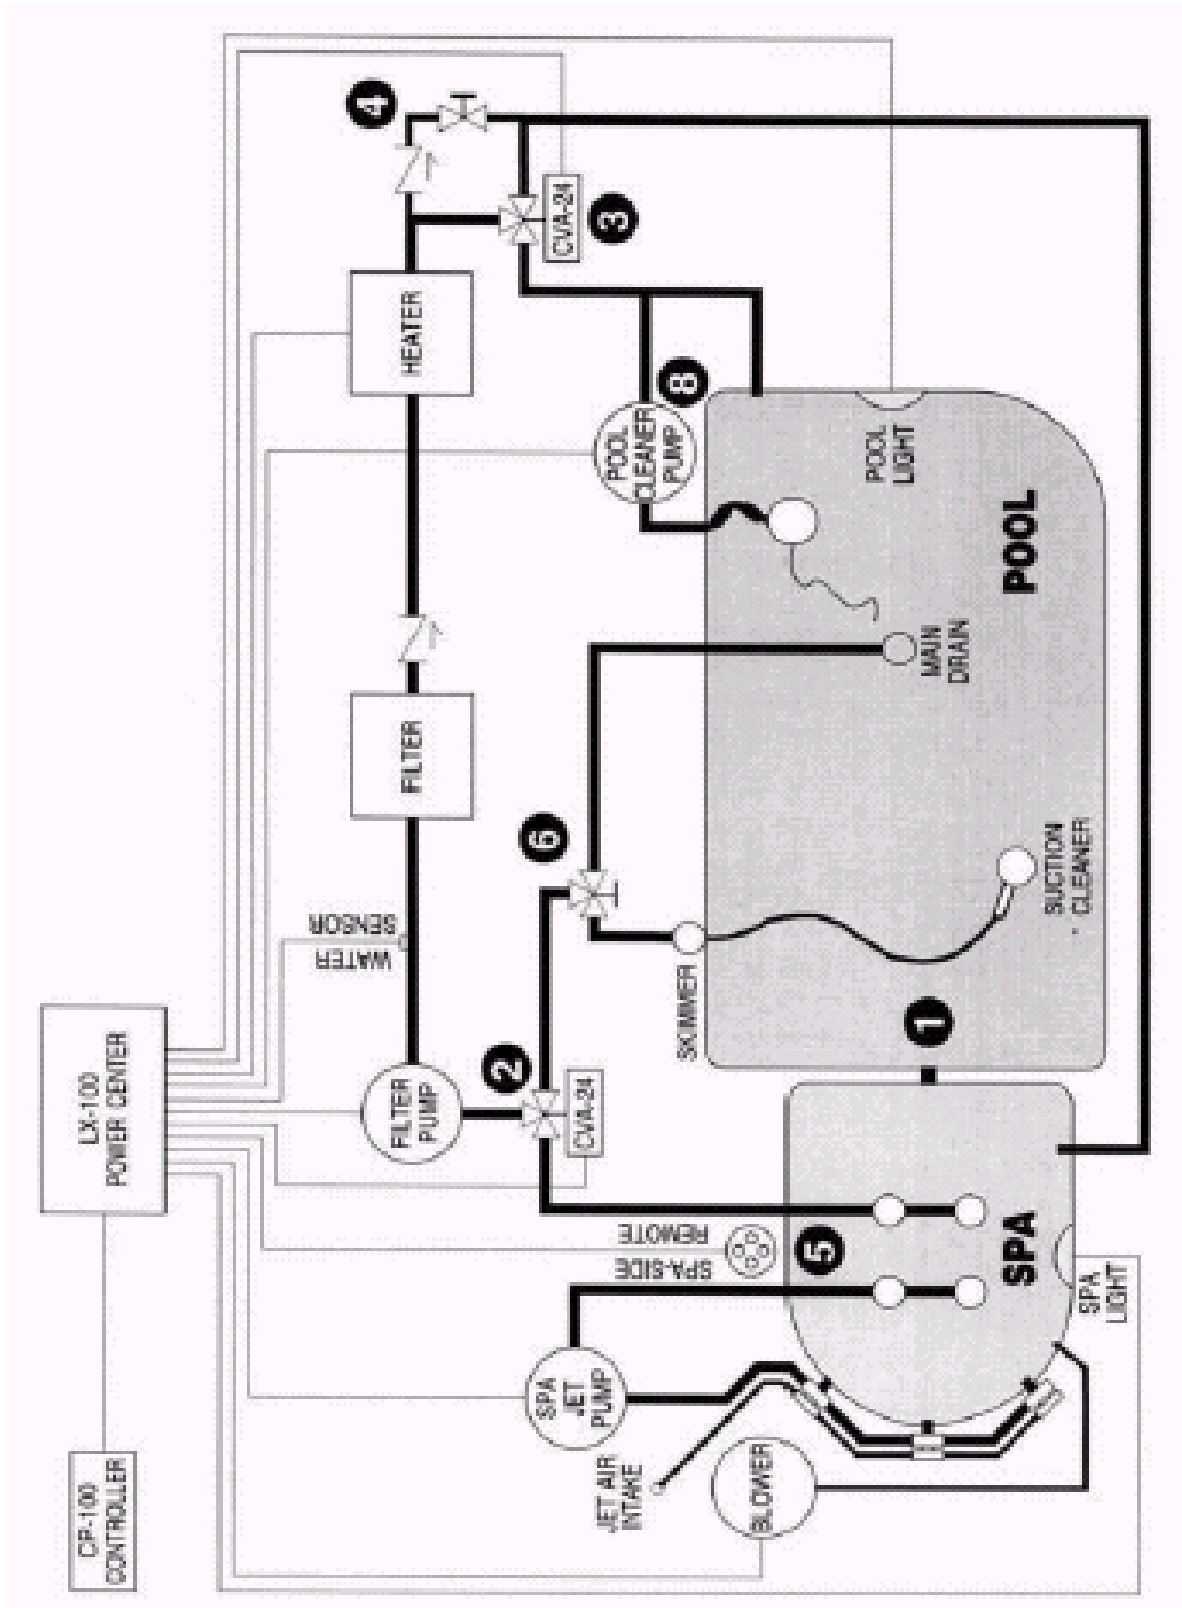 CP-100
CONTROLLER
LX-100
POWER CENTER
JET AIR
INTAKE
BLOWER
SPA
JET
PUMP
SPA-SIDE
REMOTE
FILTER
PUMP
WATER
SENSOR
FILTER
HEATER
4
CVA-24
2
6
CVA-24
3
POOL
CLEANER
PUMP
8
SKIMMER
5
SPA
SPA
LIGHT
1
SUCTION
CLEANER
MAIN
DRAIN
POOL
LIGHT
POOL